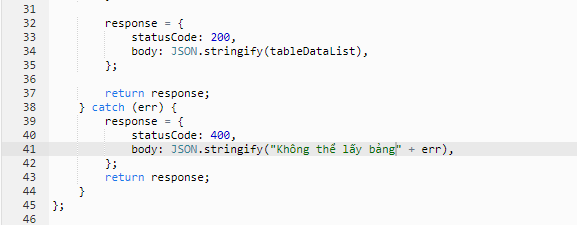 31
32 response = {
33 statusCode: 200,
34 body: JSON.stringify(tableDataList),
35 };
36
37 return response;
38 } catch (err) {
39 response = {
40 statusCode: 400,
41 body: JSON.stringify("Không thể lấy bảng" + err),
42 };
43 return response;
44 }
45 };
46